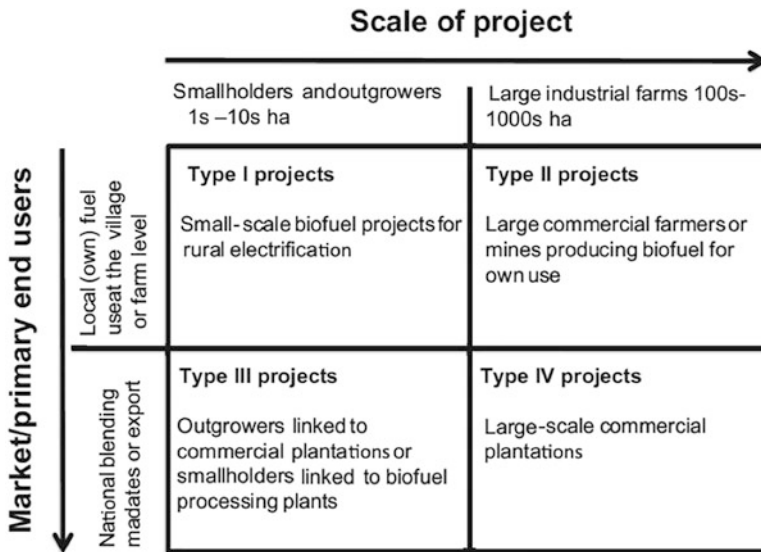 Scale of project
Smallholders andoutgrowers
1s –10s ha
Large industrial farms 100s-
1000s ha
Market/primary end users
Local (own) fuel
useat the village
or farm level
Type I projects
Small-scale biofuel projects for
rural electrification
Type II projects
Large commercial farmers or
mines producing biofuel for
own use
National blending
madates or export
Type III projects
Outgrowers linked to
commercial plantations or
smallholders linked to biofuel
processing plants
Type IV projects
Large-scale commercial
plantations